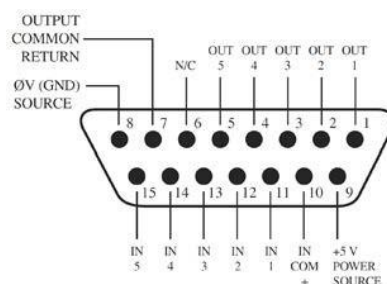 OUTPUT
COMMON
RETURN
ØV (GND)
SOURCE
N/C
OUT OUT OUT OUT OUT
5 4 3 2 1
8 7 6 5 4 3 2 1
15 14 13 12 11 10 9
IN IN IN IN IN IN +5 V
5 4 3 2 1 COM POWER
+ SOURCE